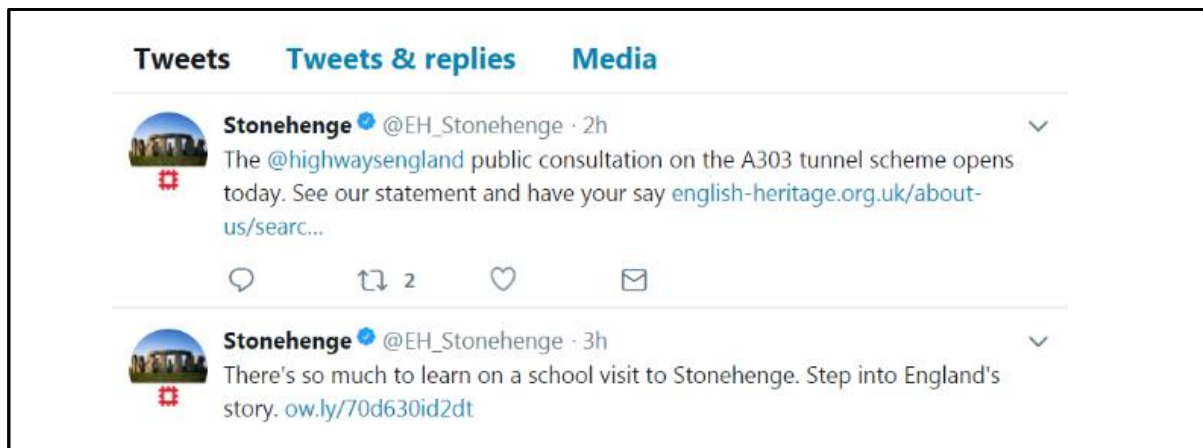 Tweets Tweets & replies Media
Stonehenge @EH_Stonehenge · 2h
The @highwaysengland public consultation on the A303 tunnel scheme opens
today. See our statement and have your say english-heritage.org.uk/about-
us/searc...
2
Stonehenge @EH_Stonehenge · 3h
There's so much to learn on a school visit to Stonehenge. Step into England's
story. ow.ly/70d630id2dt